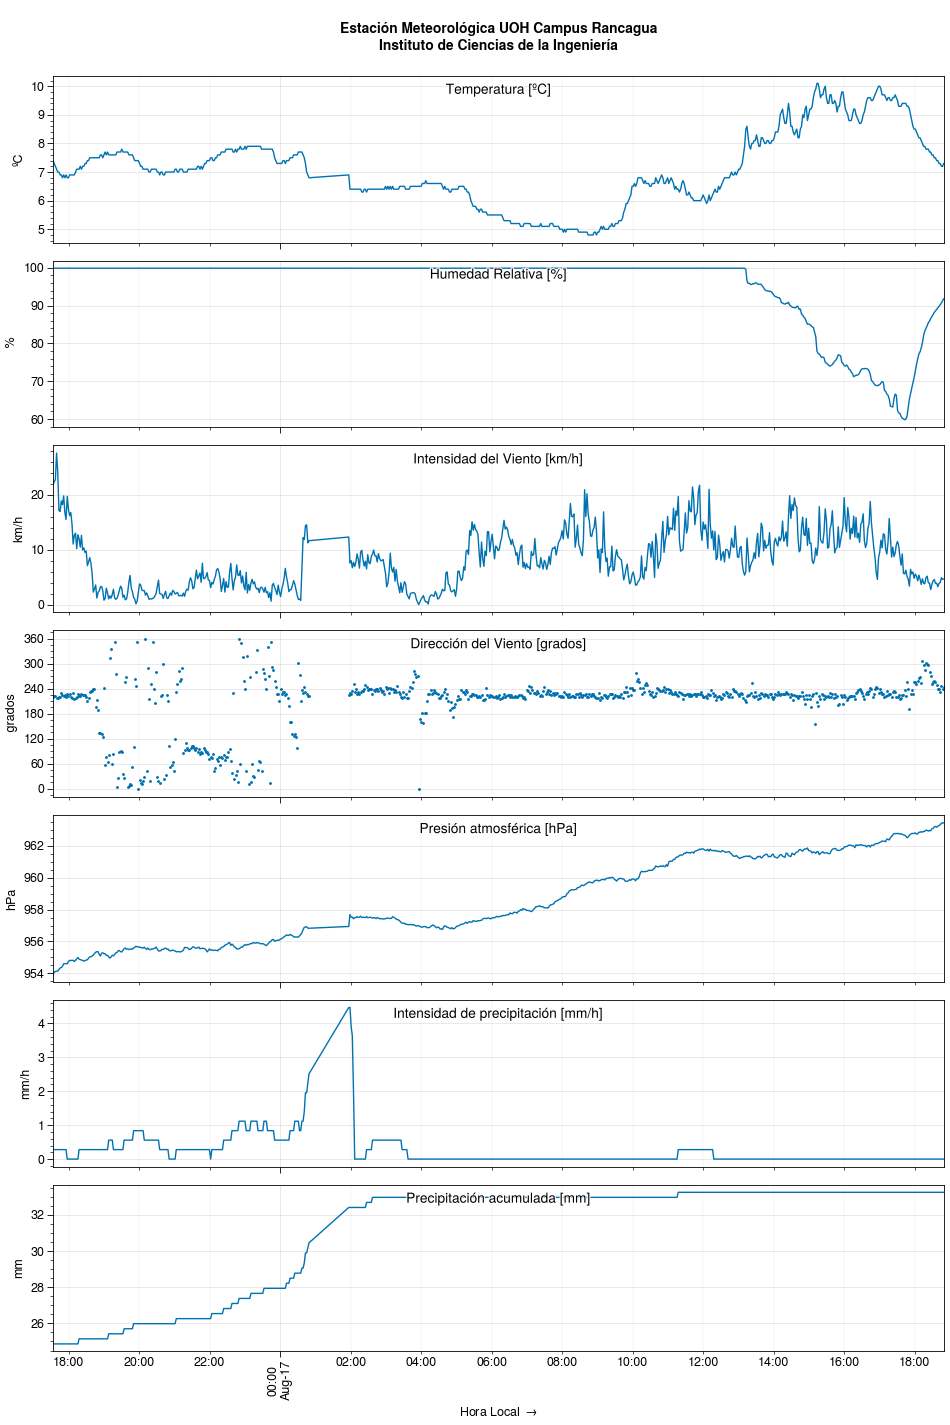 Estación Meteorológica UOH Campus Rancagua
Instituto de Ciencias de la Ingeniería
Temperatura [ºC]
ºC
10
9
8
7
6
5
Humedad Relativa [%]
%
100
90
80
70
60
Intensidad del Viento [km/h]
km/h
20
10
0
Dirección del Viento [grados]
grados
360
300
240
180
120
60
0
Presión atmosférica [hPa]
hPa
962
960
958
956
954
Intensidad de precipitación [mm/h]
mm/h
4
3
2
1
0
Precipitación acumulada [mm]
mm
32
30
28
26
18:00 20:00 22:00 00:00 02:00 04:00 06:00 08:00 10:00 12:00 14:00 16:00 18:00
Aug-17
Hora Local →